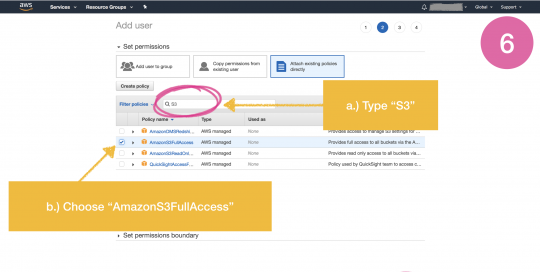 aws
Services
Resource Groups
Global
Support
6
Add user
1
2
3
4
Set permissions
Add user to group
Copy permissions from
existing user
Attach existing policies
directly
Create policy
Filter policies
S3
a.) Type “S3”
Policy name
Type
Used as
AWS managed
None
Provides access to manage S3 settings for ...
AmazonS3FullAccess
AWS managed
None
Provides full access to all buckets via the A...
AmazonS3ReadOnl...
AWS managed
None
Provides read only access to all buckets via...
QuickSightAccessF...
AWS managed
None
Policy used by QuickSight team to access c...
b.) Choose “AmazonS3FullAccess”
Set permissions boundary